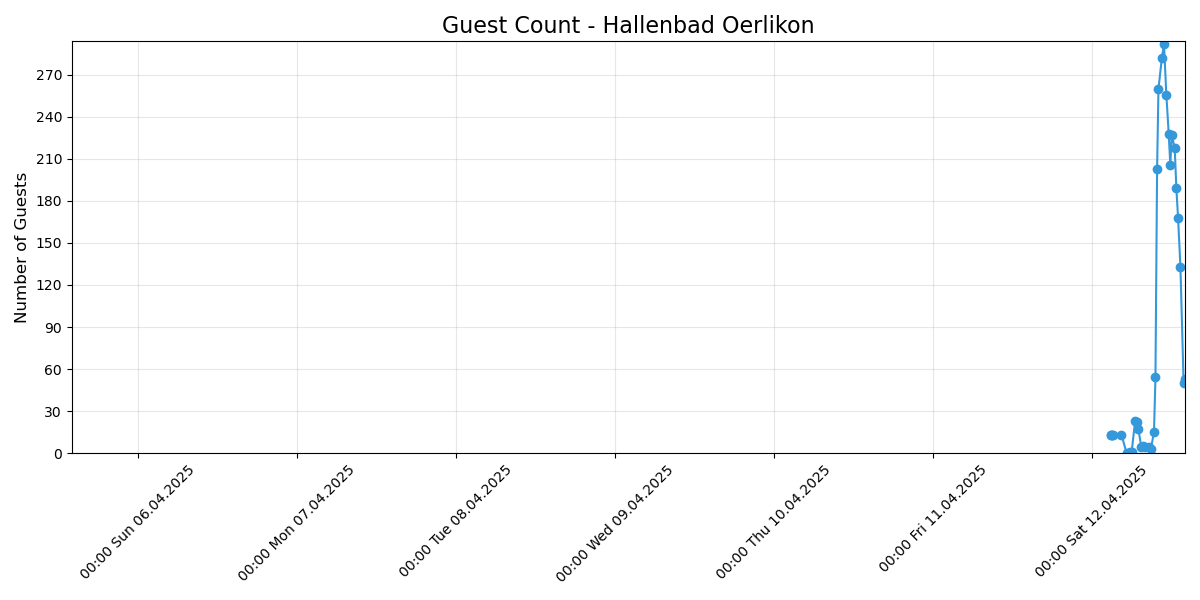 Guest Count - Hallenbad Oerlikon
Number of Guests
270
240
210
180
150
120
90
60
30
0
00:00 Sun 06.04.2025
00:00 Mon 07.04.2025
00:00 Tue 08.04.2025
00:00 Wed 09.04.2025
00:00 Thu 10.04.2025
00:00 Fri 11.04.2025
00:00 Sat 12.04.2025